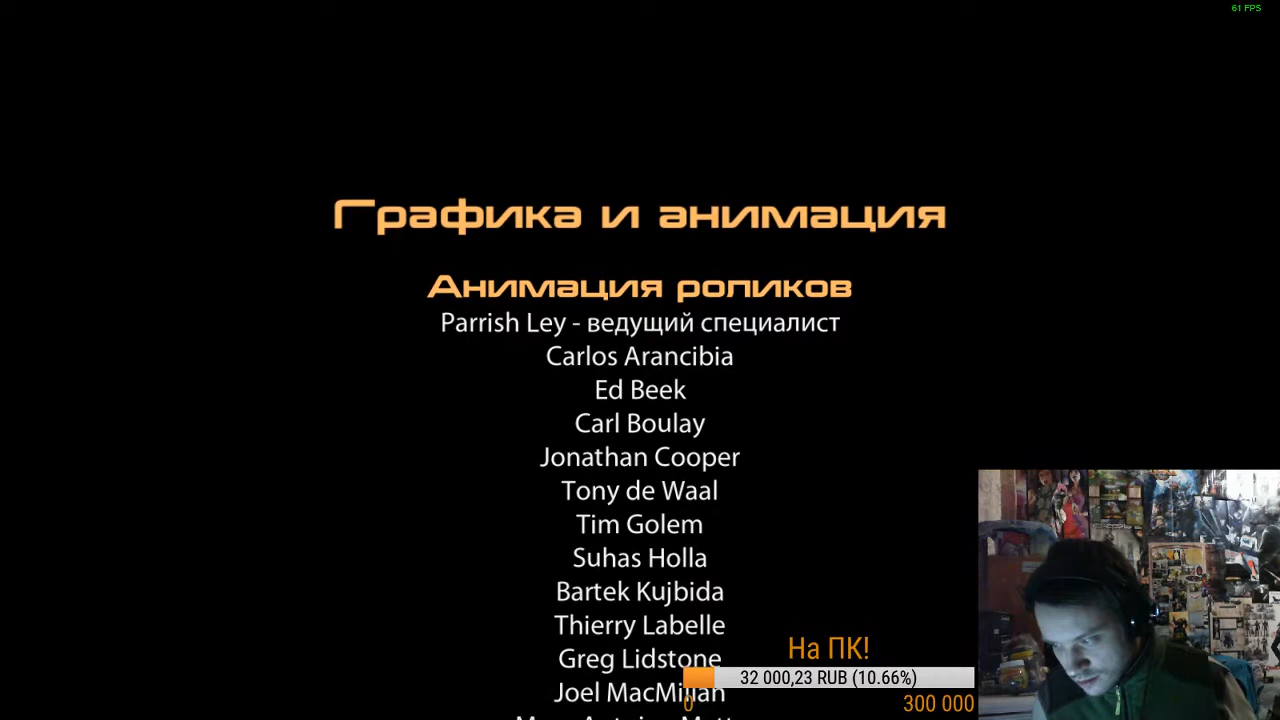 61 FPS
Графика и анимация
Анимация роликов
Parrish Ley - ведущий специалист
Carlos Arancibia
Ed Beek
Carl Boulay
Jonathan Cooper
Tony de Waal
Tim Golem
Suhas Holla
Bartek Kujbida
Thierry Labelle
Greg Lidstone
Joel MacMillan
На ПК!
32 000,23 RUB (10.66%)
0
300 000